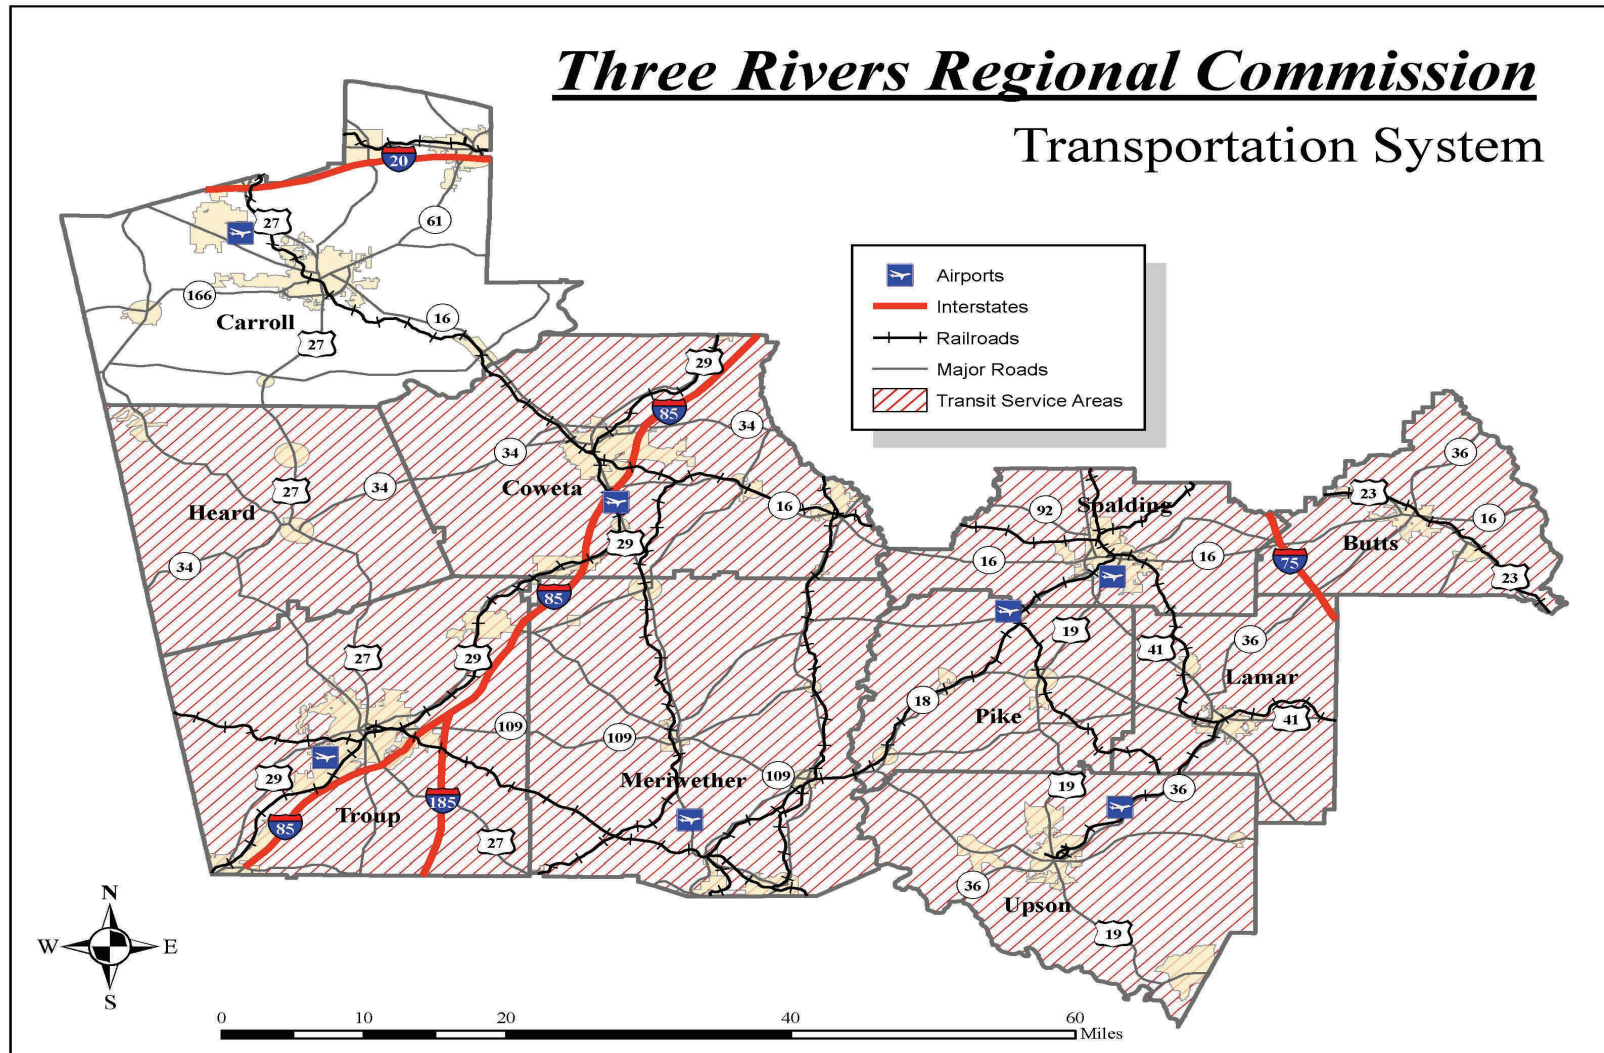 Three Rivers Regional Commission
Transportation System
20
27
61
Airports
Interstates
Railroads
Major Roads
Transit Service Areas
166
Carroll
16
27
29
85
34
34
36
27
34
Coweta
Heard
16
92
Spalding
23
16
Butts
29
34
16
16
75
23
85
19
41
36
27
29
Lamar
18
Pike
41
109
109
29
Meriwether
109
19
36
185
Troup
85
27
36
Upson
19
N
W
E
S
0
10
20
40
60
Miles